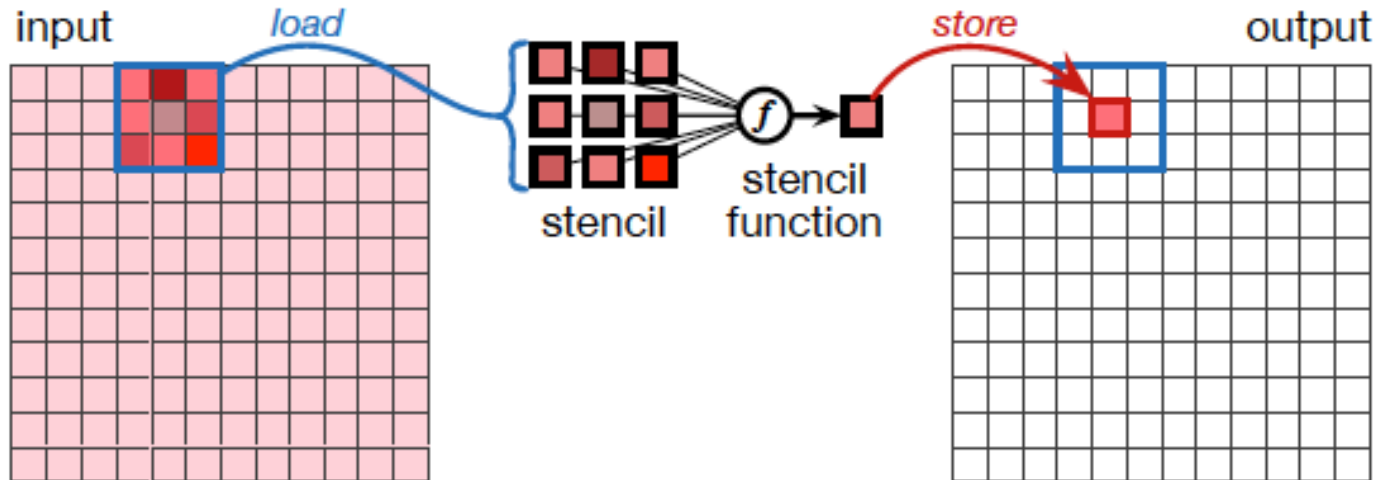 input
load
store
output
f
stencil
stencil
function